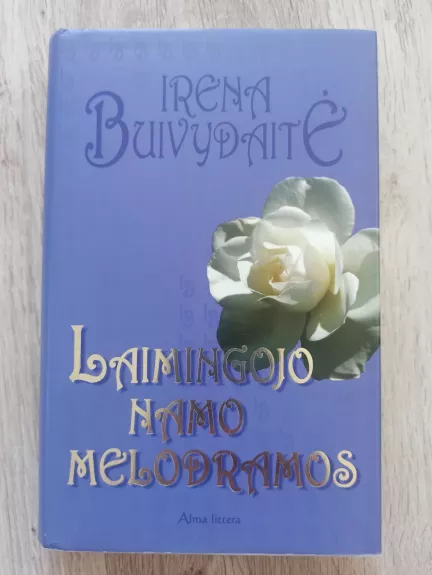 IRENA
BUIVYDAITĖ
LAIMINGOJO
NAMO
MELODRAMOS
Alma littera